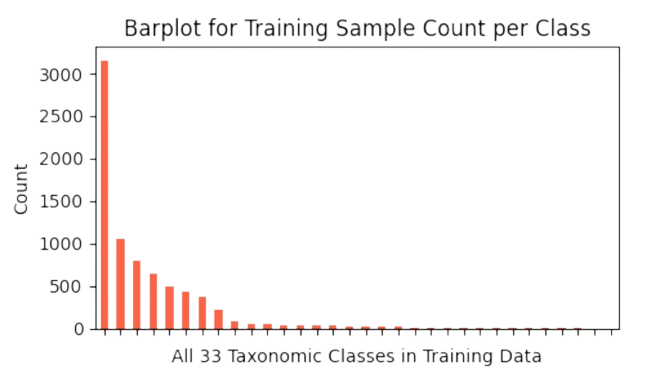 Barplot for Training Sample Count per Class
3000
2500
2000
1500
1000
500
0
Count
All 33 Taxonomic Classes in Training Data